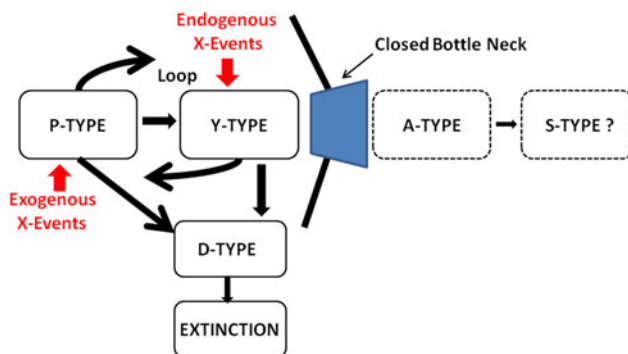 Endogenous
X-Events
Closed Bottle Neck
Loop
P-TYPE
Y-TYPE
A-TYPE
S-TYPE ?
Exogenous
X-Events
D-TYPE
EXTINCTION